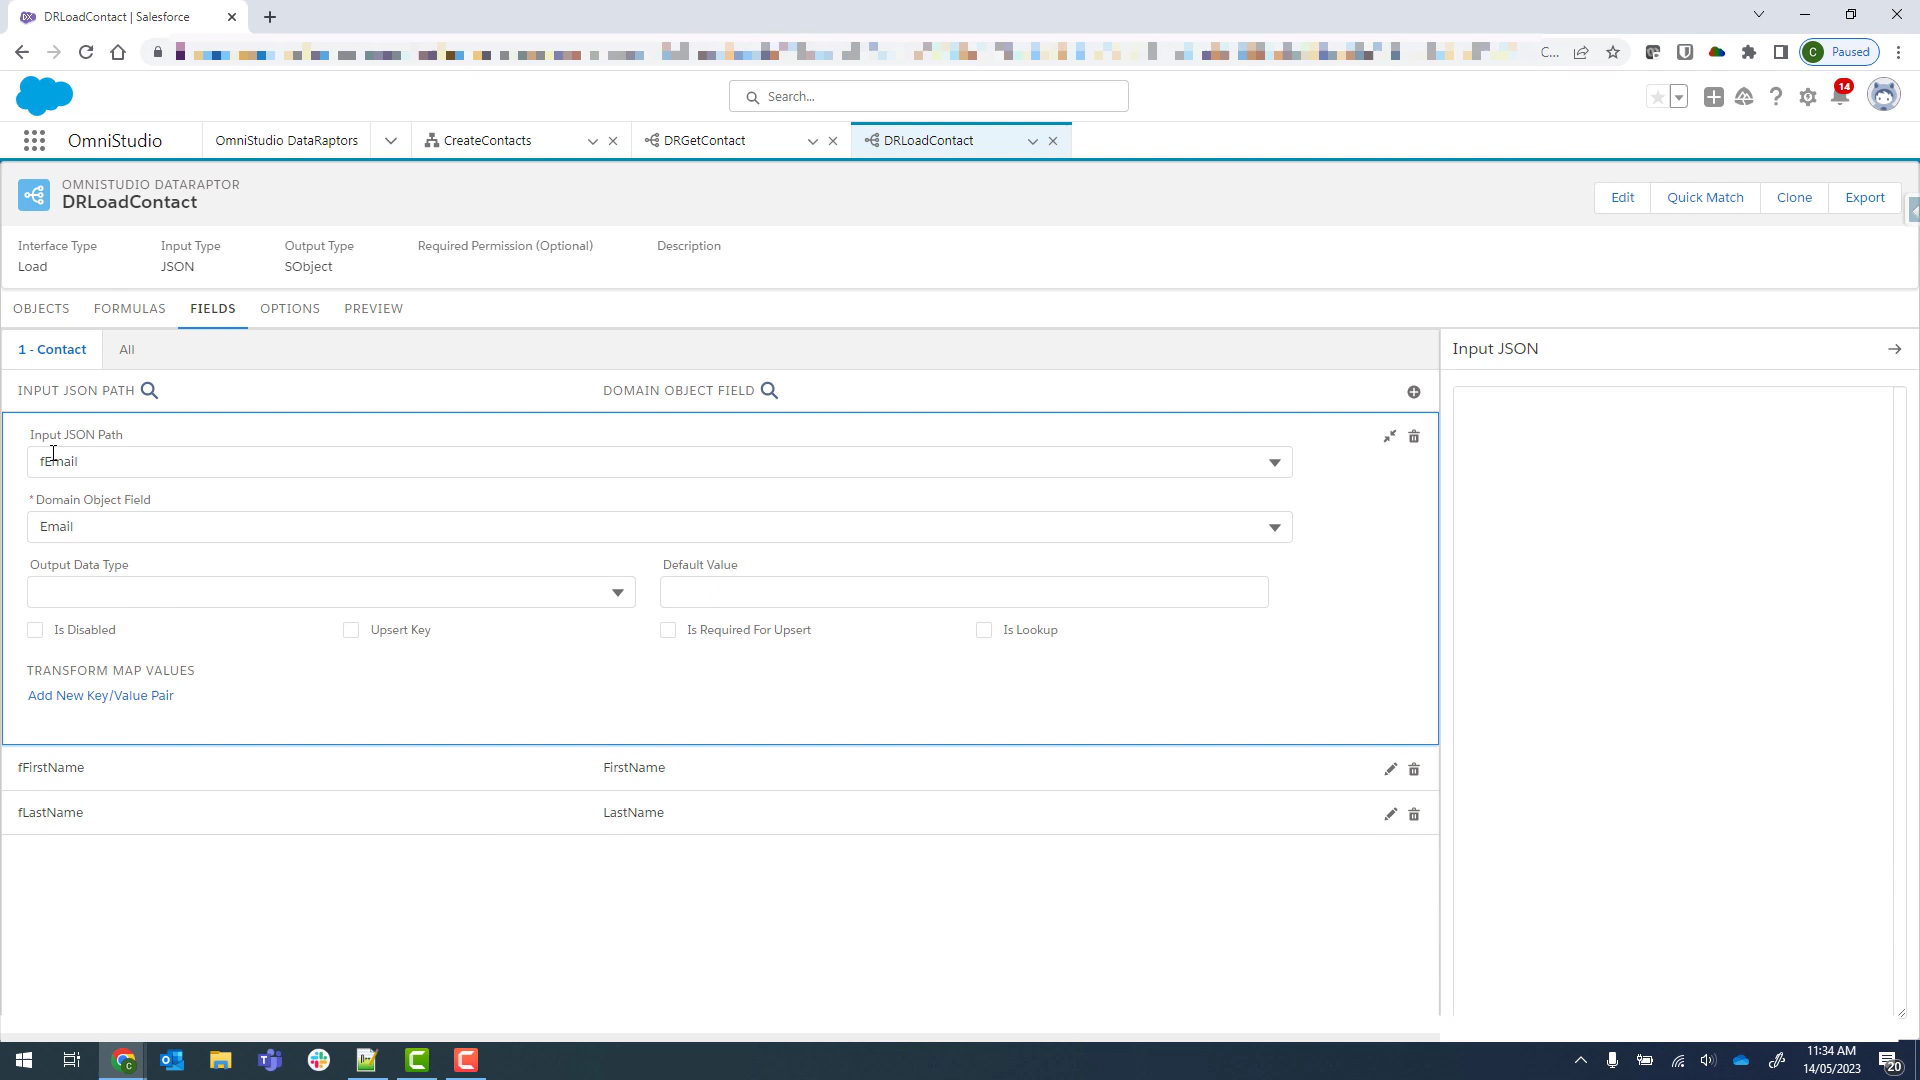 DRLoadContact | Salesforce
C...
C
Paused
Search...
14
OmniStudio
OmniStudio DataRaptors
CreateContacts
DRGetContact
DRLoadContact
OMNISTUDIO DATARAPTOR
DRLoadContact
Edit
Quick Match
Clone
Export
Interface Type
Input Type
Output Type
Required Permission (Optional)
Description
Load
JSON
SObject
OBJECTS
FORMULAS
FIELDS
OPTIONS
PREVIEW
1 - Contact
All
Input JSON
INPUT JSON PATH
DOMAIN OBJECT FIELD
Input JSON Path
fEmail
*Domain Object Field
Email
Output Data Type
Default Value
Is Disabled
Upsert Key
Is Required For Upsert
Is Lookup
TRANSFORM MAP VALUES
Add New Key/Value Pair
fFirstName
FirstName
fLastName
LastName
11:34 AM
14/05/2023
20